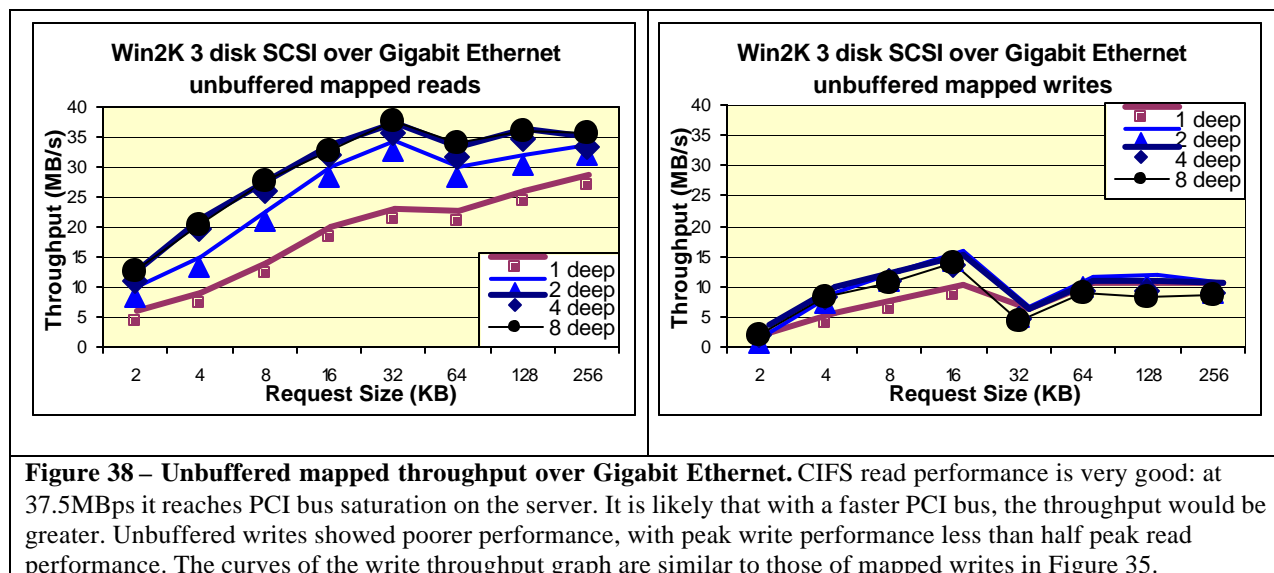 Win2K 3 disk SCSI over Gigabit Ethernet
unbuffered mapped reads
Throughput (MB/s)
40
35
30
25
20
15
10
5
0
2 4 8 16 32 64 128 256
Request Size (KB)
1 deep
2 deep
4 deep
8 deep
Win2K 3 disk SCSI over Gigabit Ethernet
unbuffered mapped writes
Throughput (MB/s)
40
35
30
25
20
15
10
5
0
2 4 8 16 32 64 128 256
Request Size (KB)
1 deep
2 deep
4 deep
8 deep
Figure 38 – Unbuffered mapped throughput over Gigabit Ethernet. CIFS read performance is very good: at
37.5MBps it reaches PCI bus saturation on the server. It is likely that with a faster PCI bus, the throughput would be
greater. Unbuffered writes showed poorer performance, with peak write performance less than half peak read
performance. The curves of the write throughput graph are similar to those of mapped writes in Figure 35.